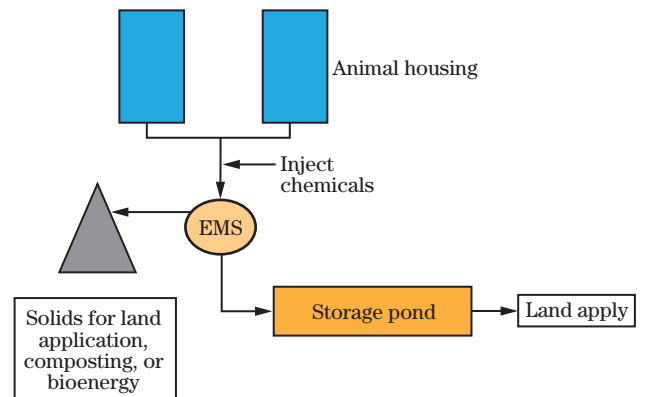 Animal housing
Inject
chemicals
EMS
Storage pond
Land apply
Solids for land
application,
composting, or
bioenergy